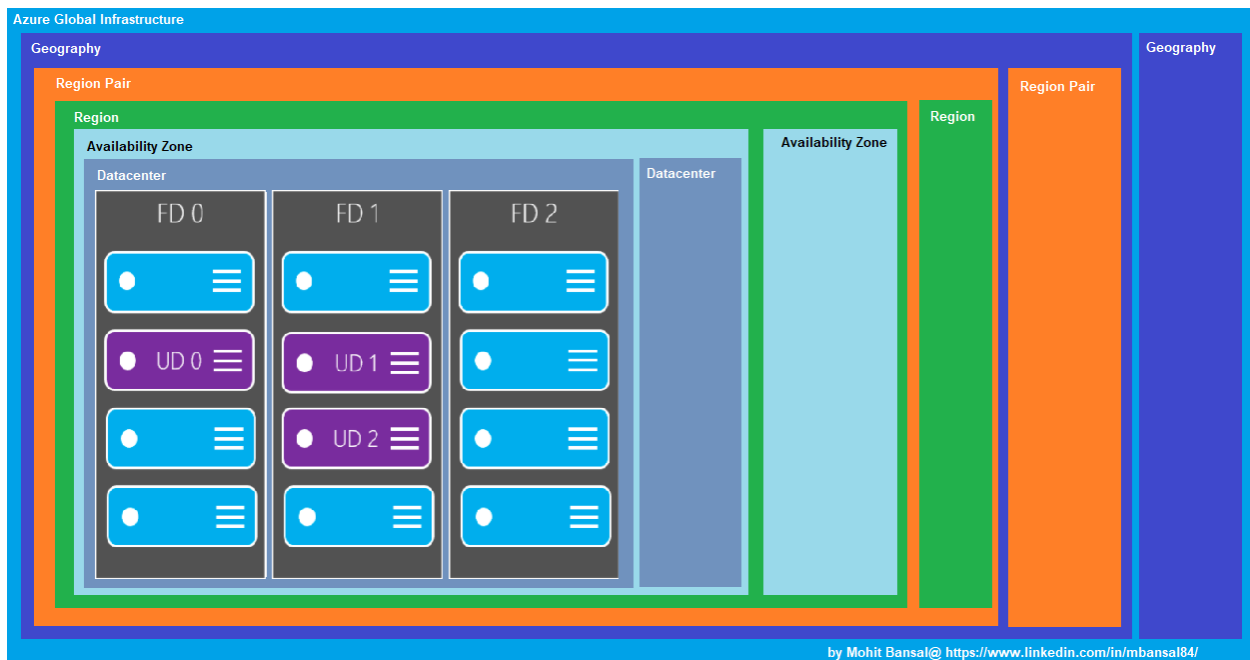 Azure Global Infrastructure
Geography
Geography
Region Pair
Region Pair
Region
Region
Availability Zone
Availability Zone
Datacenter
Datacenter
FD 0
FD 1
FD 2
UD 0
UD 1
UD 2
by Mohit Bansal@ https://www.linkedin.com/in/mbansal84/